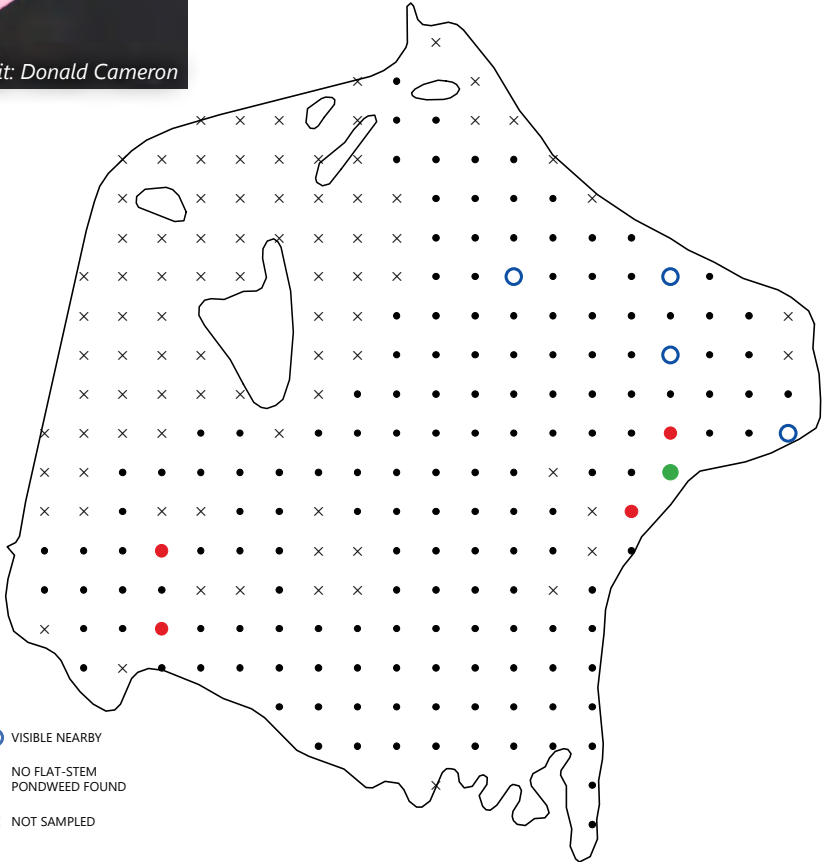 it: Donald Cameron
VISIBLE NEARBY
NO FLAT-STEM
PONDWEED FOUND
NOT SAMPLED